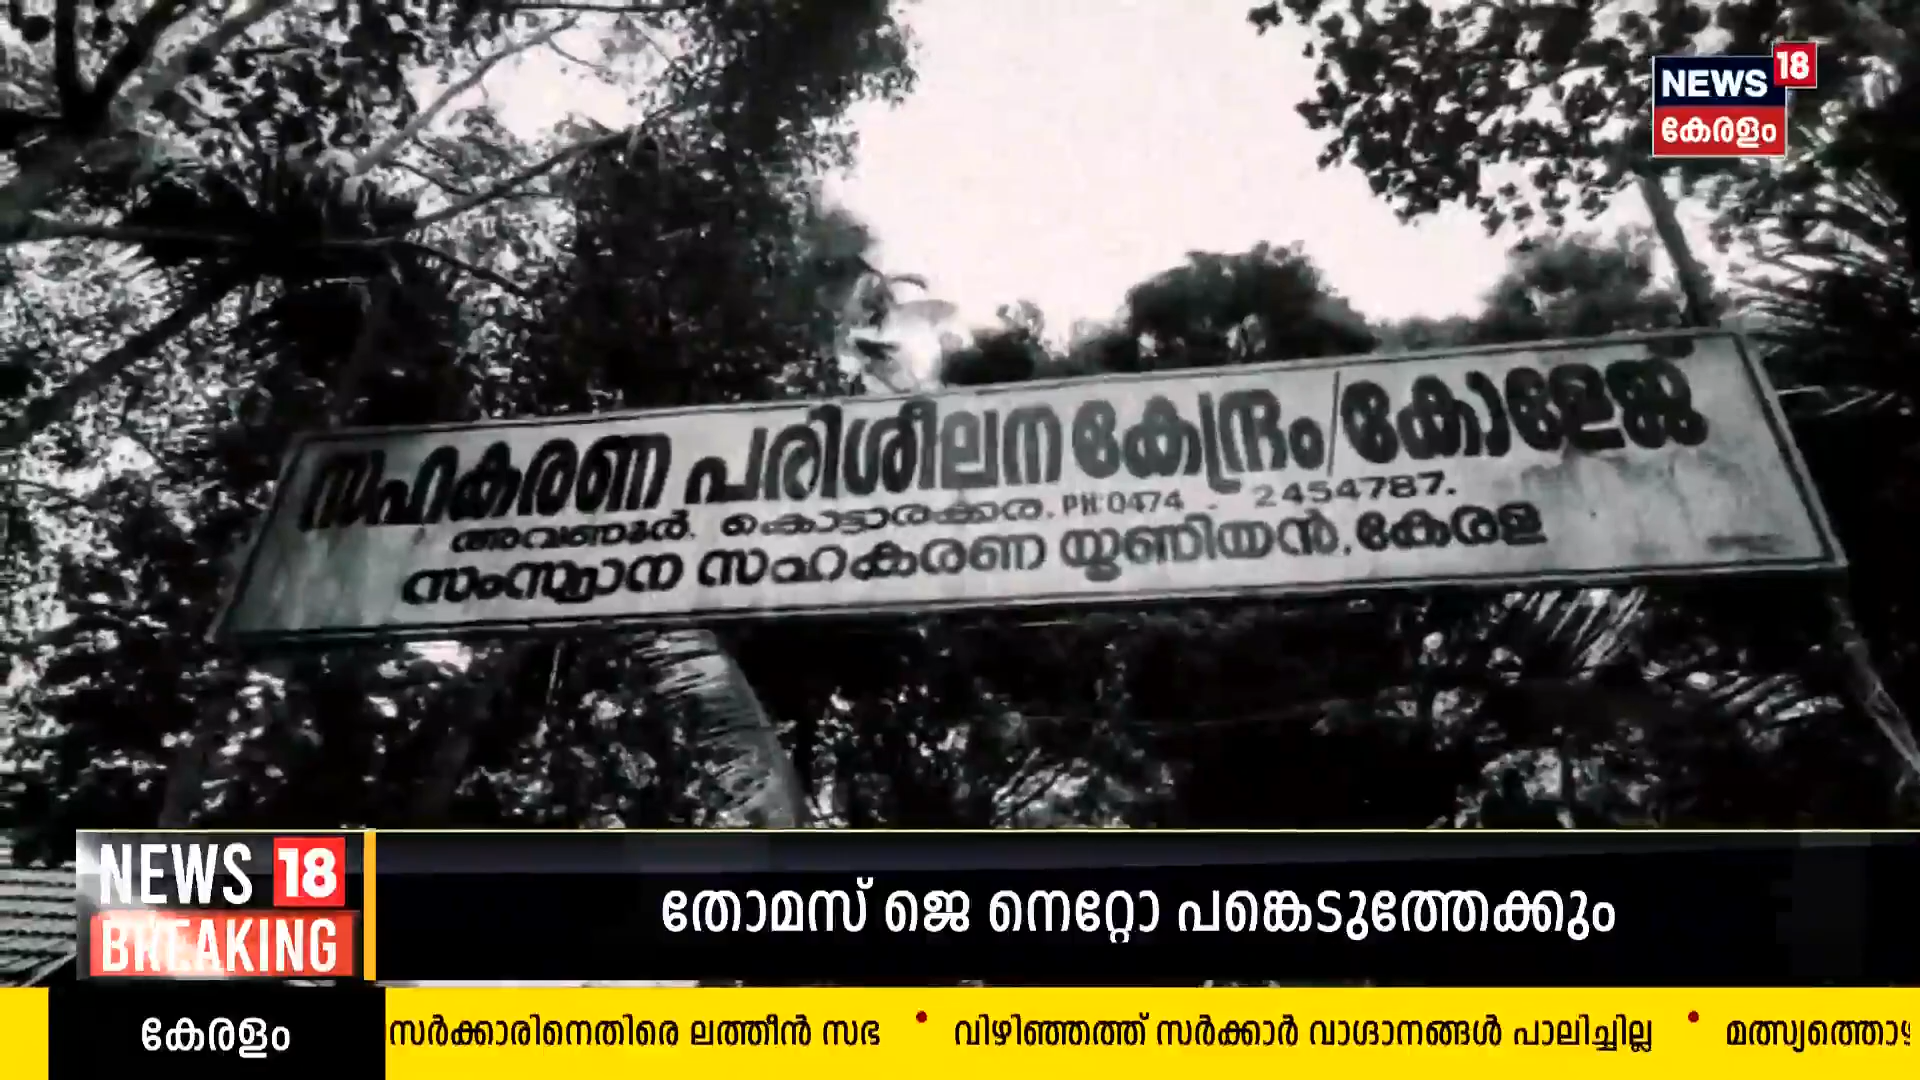 NEWS 18
കേരളം
സഹകരണ പരിശീലന കേന്ദ്രം/കോളേജ്
അവണൂർ. കൊട്ടാരക്കര. PH:0474 - 2454787.
സംസ്ഥാന സഹകരണ യൂണിയൻ, കേരള
NEWS 18
BREAKING
തോമസ് ജെ നെറ്റോ പങ്കെടുത്തേക്കും
കേരളം
സർക്കാരിനെതിരെ ലത്തീൻ സഭ • വിഴിഞ്ഞത്ത് സർക്കാർ വാഗ്ദാനങ്ങൾ പാലിച്ചില്ല •